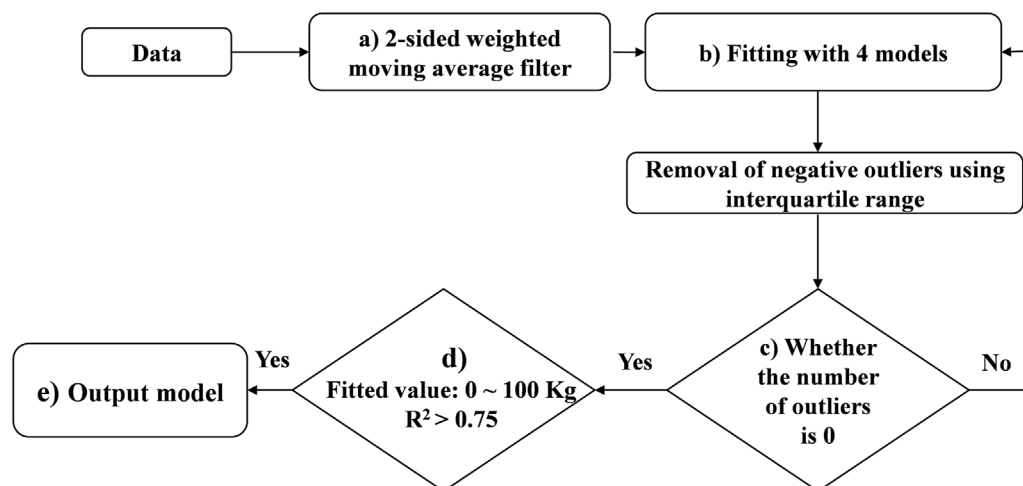 Data
a) 2-sided weighted
moving average filter
b) Fitting with 4 models
Removal of negative outliers using
interquartile range
c) Whether
the number
of outliers
is 0
No
Yes
d)
Fitted value: 0 ~ 100 Kg
R² > 0.75
Yes
e) Output model